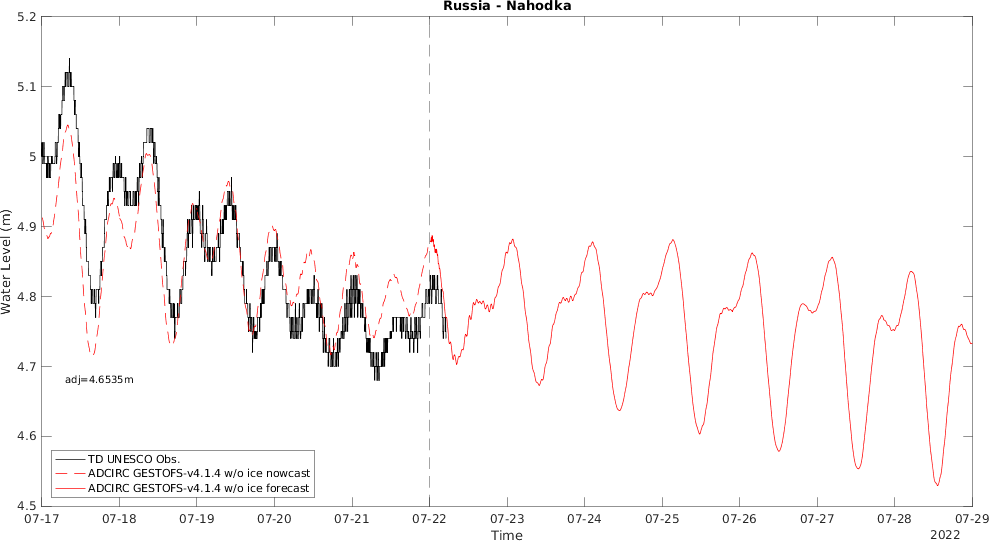 Russia - Nahodka
Water Level (m)
5.2
5.1
5
4.9
4.8
4.7
4.6
4.5
adj=4.6535m
TD UNESCO Obs.
ADCIRC GESTOFS-v4.1.4 w/o ice nowcast
ADCIRC GESTOFS-v4.1.4 w/o ice forecast
07-17 07-18 07-19 07-20 07-21 07-22 07-23 07-24 07-25 07-26 07-27 07-28 07-29
Time
2022